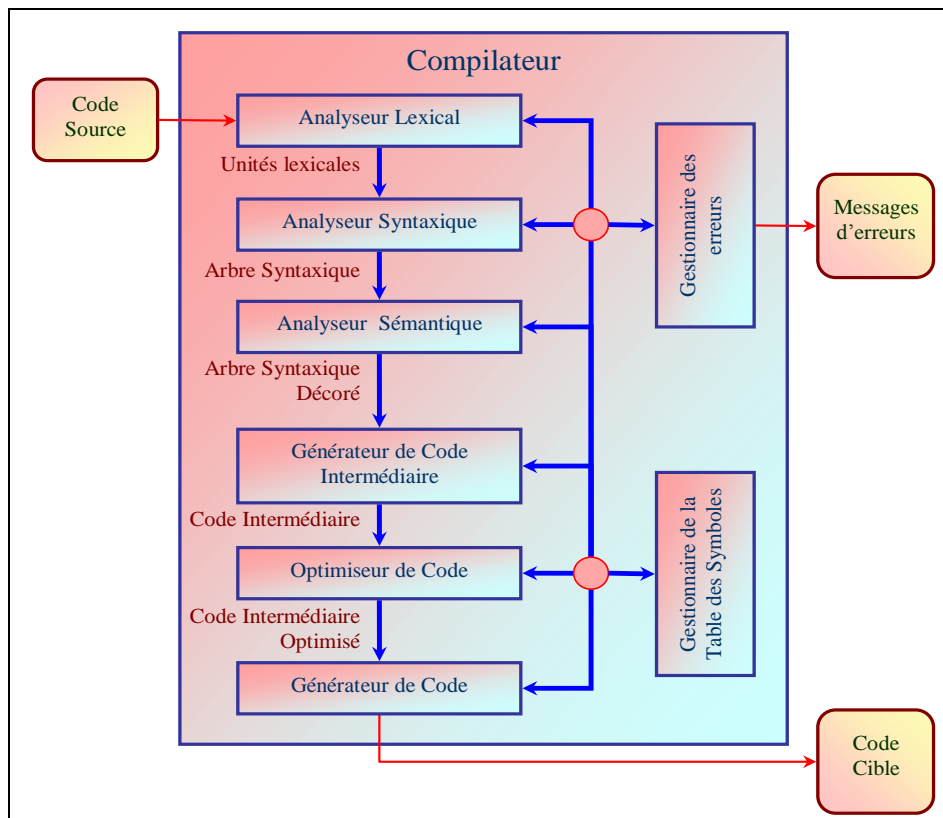 Compilateur
Code
Source
Analyseur Lexical
Unités lexicales
Analyseur Syntaxique
Arbre Syntaxique
Analyseur Sémantique
Arbre Syntaxique
Décoré
Générateur de Code
Intermédiaire
Code Intermédiaire
Optimiseur de Code
Code Intermédiaire
Optimisé
Générateur de Code
Gestionnaire des
erreurs
Messages
d'erreurs
Gestionnaire de la
Table des Symboles
Code
Cible